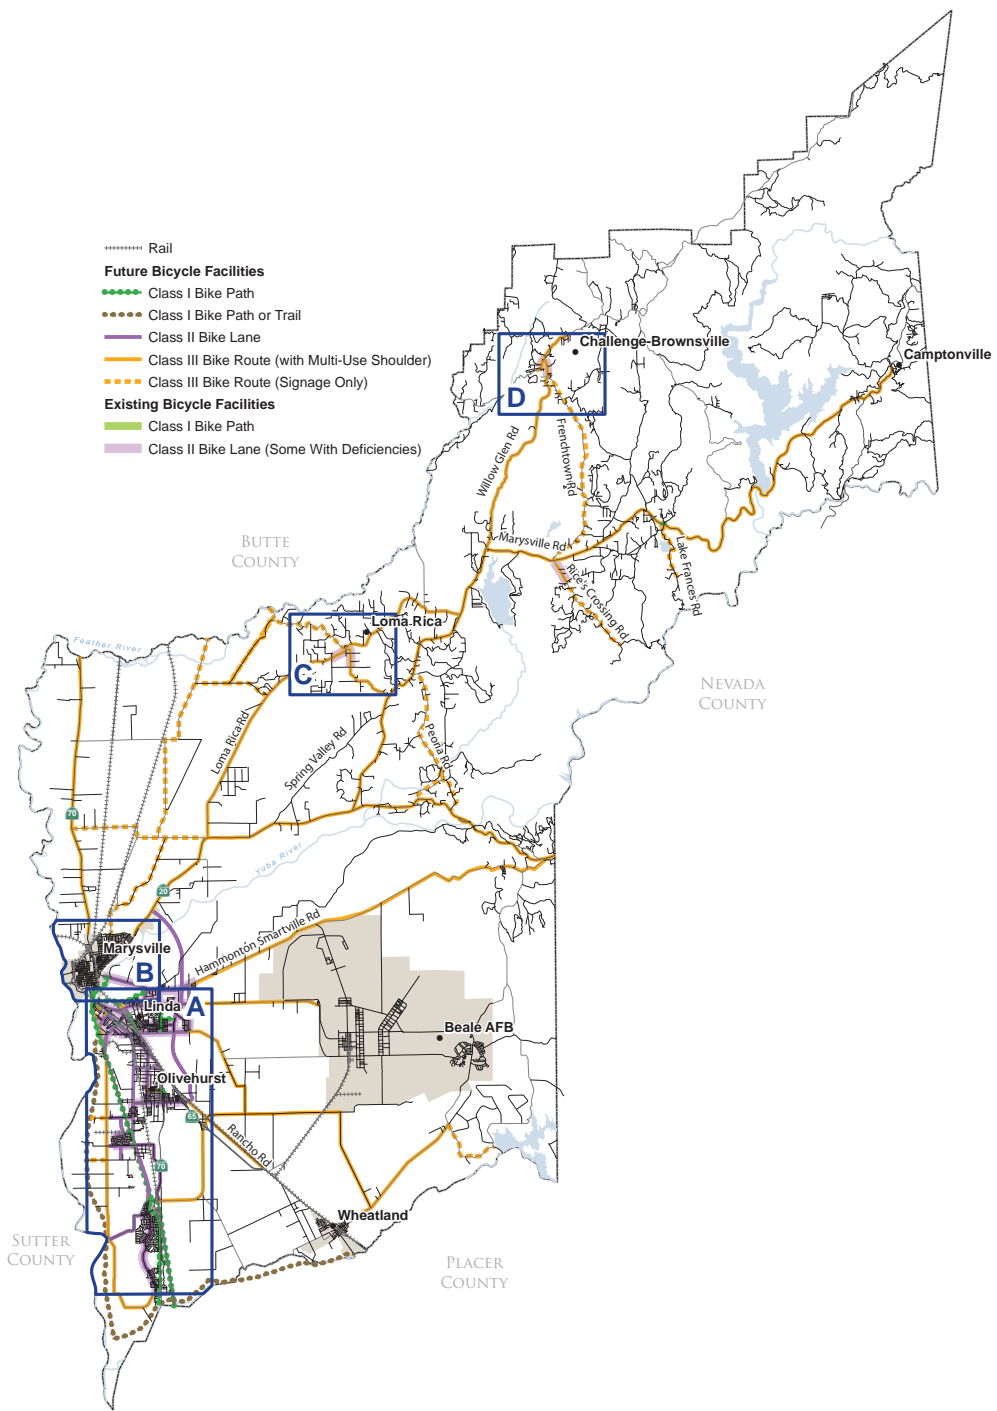 Rail
Future Bicycle Facilities
Class I Bike Path
Class I Bike Path or Trail
Class II Bike Lane
Class III Bike Route (with Multi-Use Shoulder)
Class III Bike Route (Signage Only)
Existing Bicycle Facilities
Class I Bike Path
Class II Bike Lane (Some With Deficiencies)
Challenge-Brownsville
Camptonville
D
Willow Glen Rd
Frenchtown Rd
Marysville Rd
Rice's Crossing Rd
Lake Frances Rd
BUTTE
COUNTY
Loma Rica
C
Feather River
NEVADA
COUNTY
Loma Rica Rd
Spring Valley Rd
Peoria Rd
70
Yuba River
20
Hammonton Smartville Rd
Marysville
B
Linda
A
Beale AFB
Olivehurst
65
Rancho Rd
70
Wheatland
SUTTER
COUNTY
PLACER
COUNTY